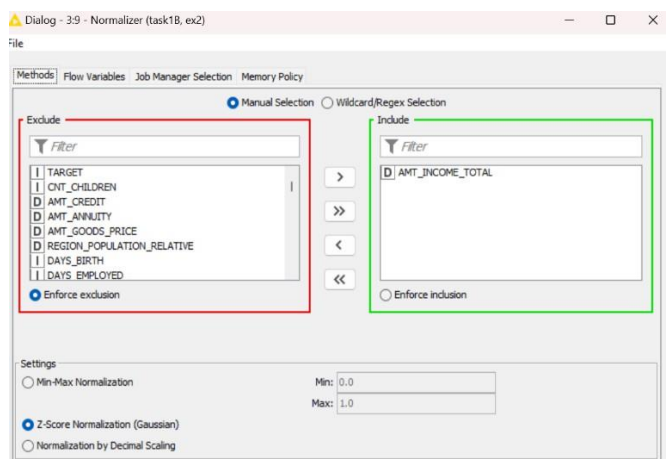 Dialog - 3:9 - Normalizer (task1B, ex2)
File
Methods Flow Variables Job Manager Selection Memory Policy
Manual Selection Wildcard/Regex Selection
Exclude
Include
Filter
Filter
I TARGET
I CNT_CHILDREN
D AMT_CREDIT
D AMT_ANNUITY
D AMT_GOODS_PRICE
D REGION_POPULATION_RELATIVE
I DAYS_BIRTH
I DAYS_EMPLOYED
D AMT_INCOME_TOTAL
>
>>
<
<<
Enforce exclusion
Enforce inclusion
Settings
Min-Max Normalization
Min: 0.0
Max: 1.0
Z-Score Normalization (Gaussian)
Normalization by Decimal Scaling